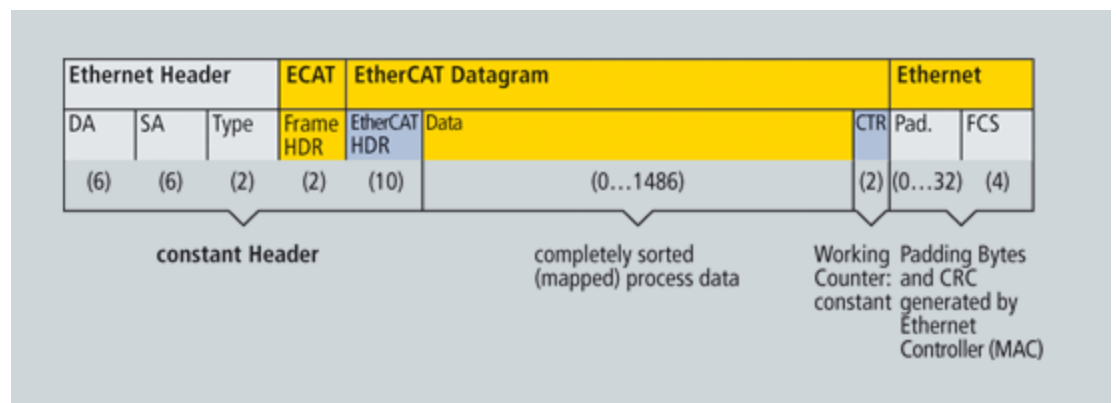 Ethernet Header ECAT EtherCAT Datagram Ethernet
DA SA Type Frame HDR EtherCAT HDR Data CTR Pad. FCS
(6) (6) (2) (2) (10) (0...1486) (2) (0...32) (4)
constant Header
completely sorted
(mapped) process data
Working
Counter:
constant
Padding Bytes
and CRC
generated by
Ethernet
Controller (MAC)